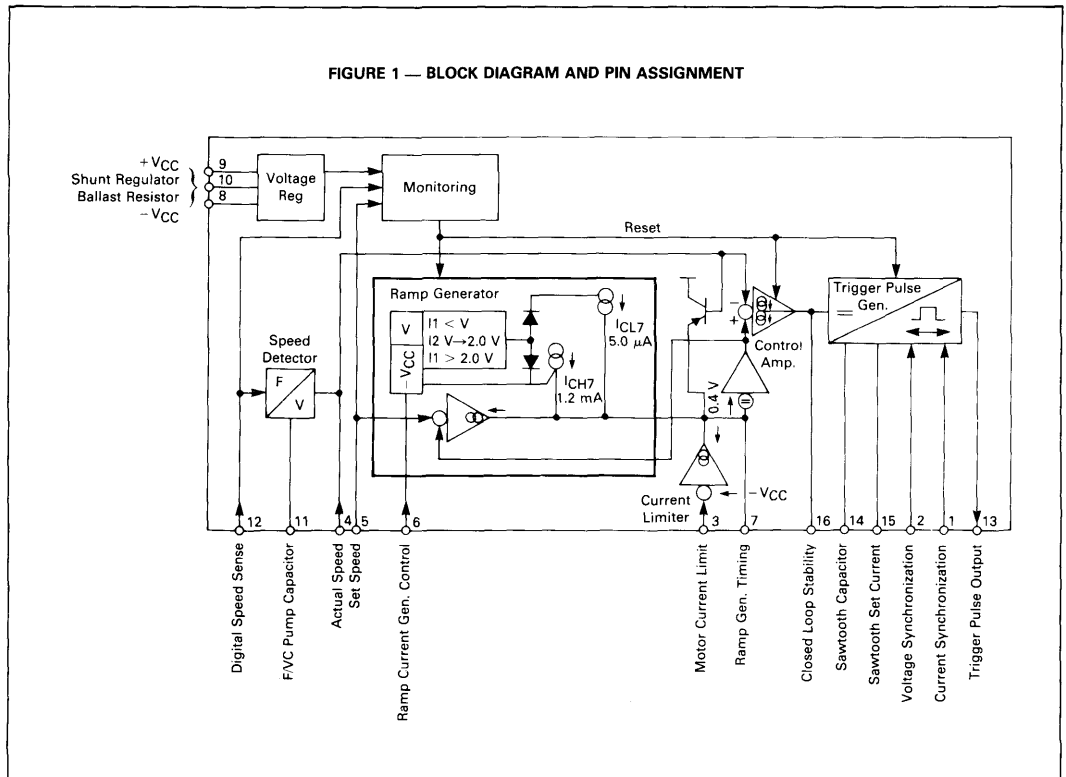 FIGURE 1 — BLOCK DIAGRAM AND PIN ASSIGNMENT
+ VCC
Shunt Regulator
Ballast Resistor
− VCC
9
10
8
Voltage
Reg
Monitoring
Reset
Ramp Generator
V
− VCC
I1 < V
I2 V→2.0 V
I1 > 2.0 V
ICL7
5.0 μA
ICH7
1.2 mA
Speed
Detector
F
V
−
+
Control
Amp.
=
0.4 V
Trigger Pulse
Gen.
=
Current
Limiter
− VCC
12
11
4
5
6
3
7
16
14
15
2
1
13
Digital Speed Sense
F/VC Pump Capacitor
Actual Speed
Set Speed
Ramp Current Gen. Control
Motor Current Limit
Ramp Gen. Timing
Closed Loop Stability
Sawtooth Capacitor
Sawtooth Set Current
Voltage Synchronization
Current Synchronization
Trigger Pulse Output